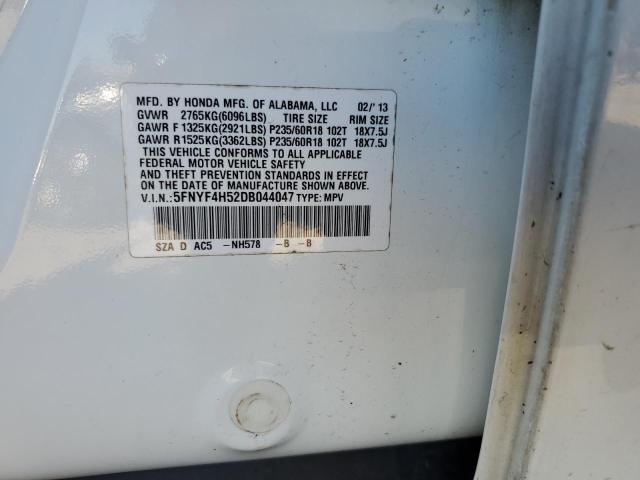 MFD. BY HONDA MFG. OF ALABAMA, LLC 02/'13
GVWR 2765KG(6096LBS) TIRE SIZE RIM SIZE
GAWR F 1325KG(2921LBS) P235/60R18 102T 18X7.5J
GAWR R1525KG(3362LBS) P235/60R18 102T 18X7.5J
THIS VEHICLE CONFORMS TO ALL APPLICABLE
FEDERAL MOTOR VEHICLE SAFETY
AND THEFT PREVENTION STANDARDS IN EFFECT
ON THE DATE OF MANUFACTURE SHOWN ABOVE.
V.I.N.:5FNYF4H52DB044047 TYPE: MPV
SZA D AC5 -NH578 -B -B